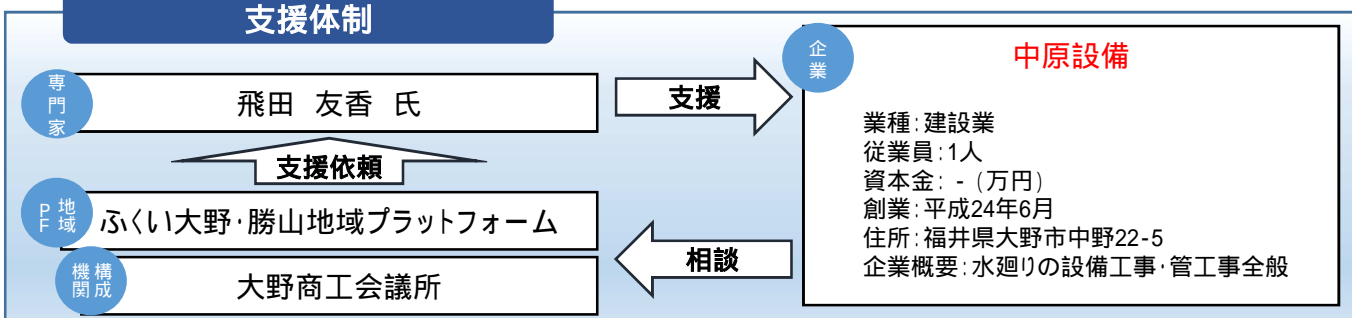 支援体制
専門家
飛田 友香 氏
支援
支援依頼
地域PF
ふくい大野・勝山地域プラットフォーム
構成機関
大野商工会議所
相談
企業
中原設備
業種:建設業
従業員:1人
資本金: - (万円)
創業:平成24年6月
住所:福井県大野市中野22-5
企業概要:水廻りの設備工事・管工事全般